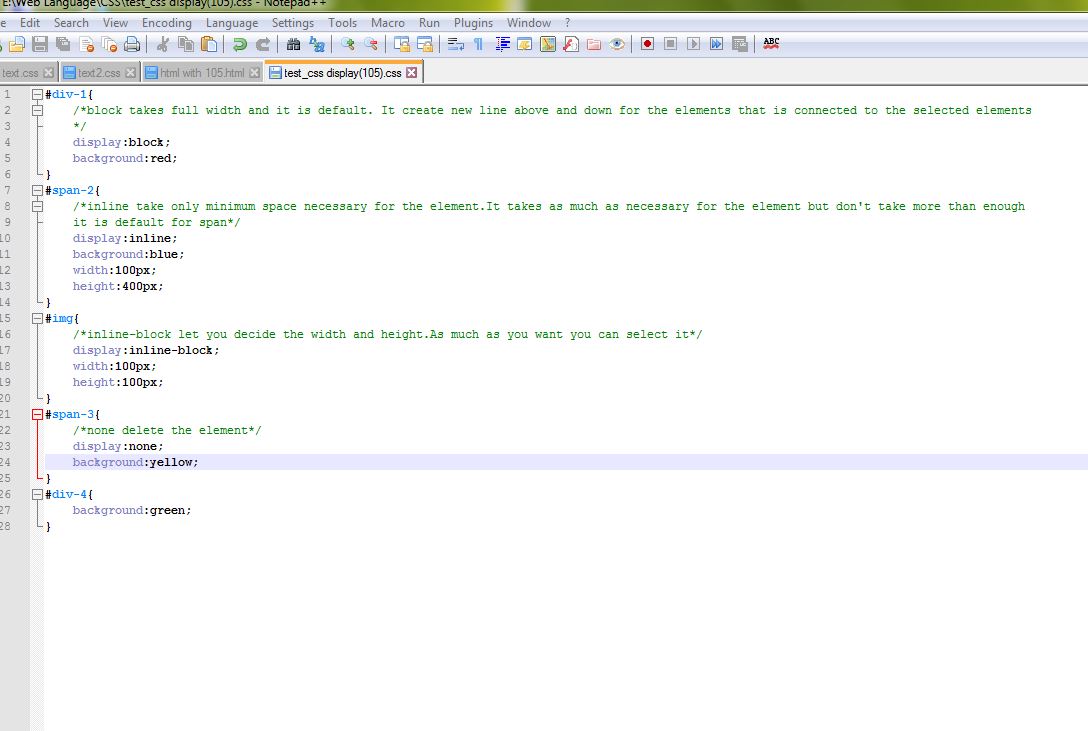 E:\Web Language\CSS\test_css display(105).css - Notepad++
e Edit Search View Encoding Language Settings Tools Macro Run Plugins Window ?
ABC
text.css text2.css html with 105.html test_css display(105).css
1 #div-1{
2 /*block takes full width and it is default. It create new line above and down for the elements that is connected to the selected elements
3 */
4 display:block;
5 background:red;
6 }
7 #span-2{
8 /*inline take only minimum space necessary for the element.It takes as much as necessary for the element but don't take more than enough
9 it is default for span*/
10 display:inline;
11 background:blue;
12 width:100px;
13 height:400px;
14 }
15 #img{
16 /*inline-block let you decide the width and height.As much as you want you can select it*/
17 display:inline-block;
18 width:100px;
19 height:100px;
20 }
21 #span-3{
22 /*none delete the element*/
23 display:none;
24 background:yellow;
25 }
26 #div-4{
27 background:green;
28 }